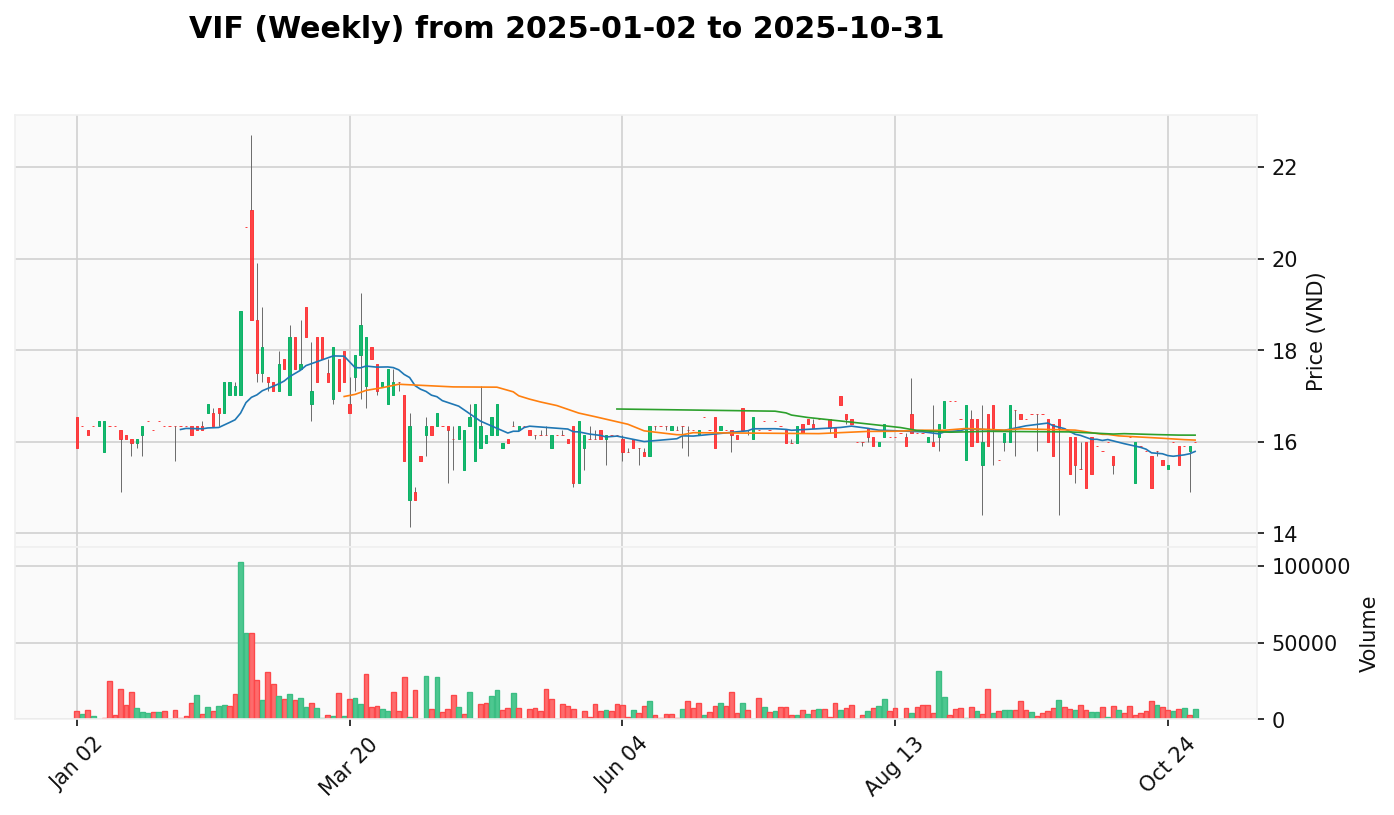 VIF (Weekly) from 2025-01-02 to 2025-10-31
22
20
18
16
14
Price (VND)
100000
50000
0
Volume
Jan 02
Mar 20
Jun 04
Aug 13
Oct 24